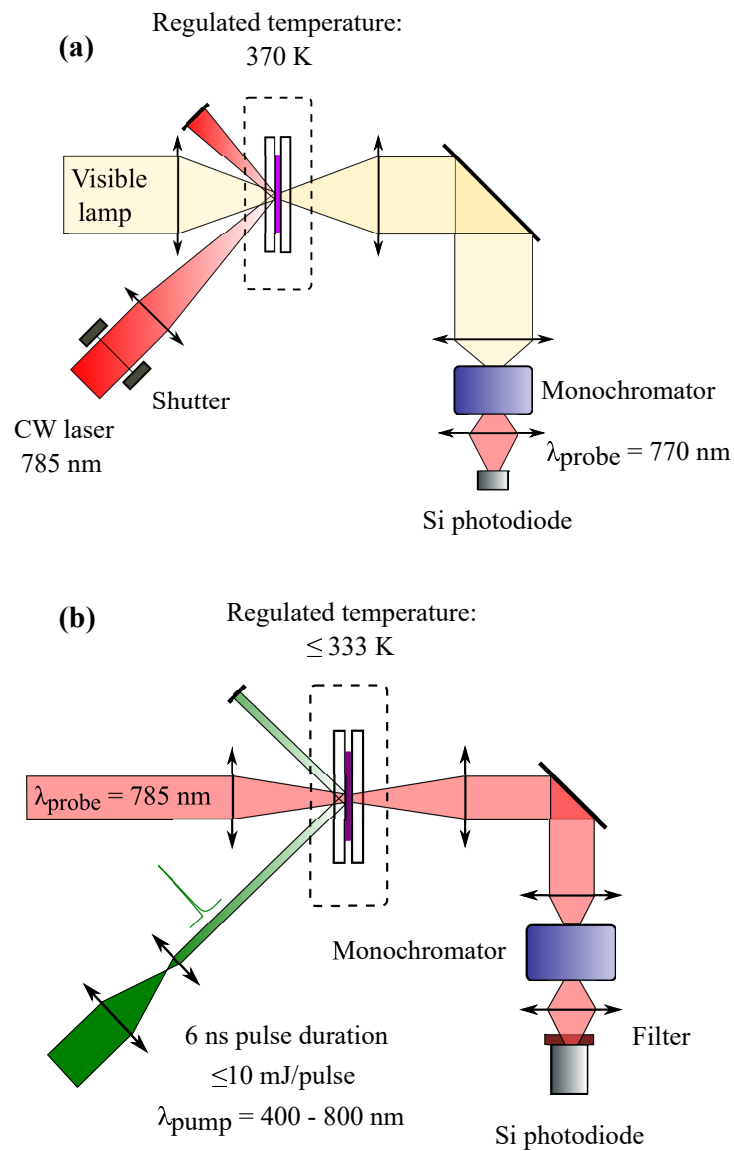 Regulated temperature:
(a)
370 K
Visible
lamp
Shutter
CW laser
785 nm
Monochromator
λprobe = 770 nm
Si photodiode
(b)
Regulated temperature:
≤ 333 K
λprobe = 785 nm
Monochromator
6 ns pulse duration
≤10 mJ/pulse
λpump = 400 - 800 nm
Filter
Si photodiode